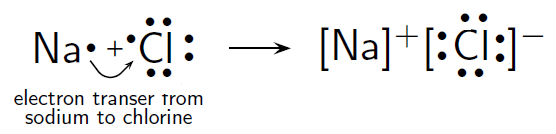 Na• + •Cl: → [Na]⁺[:Cl:]⁻
electron transer from
sodium to chlorine